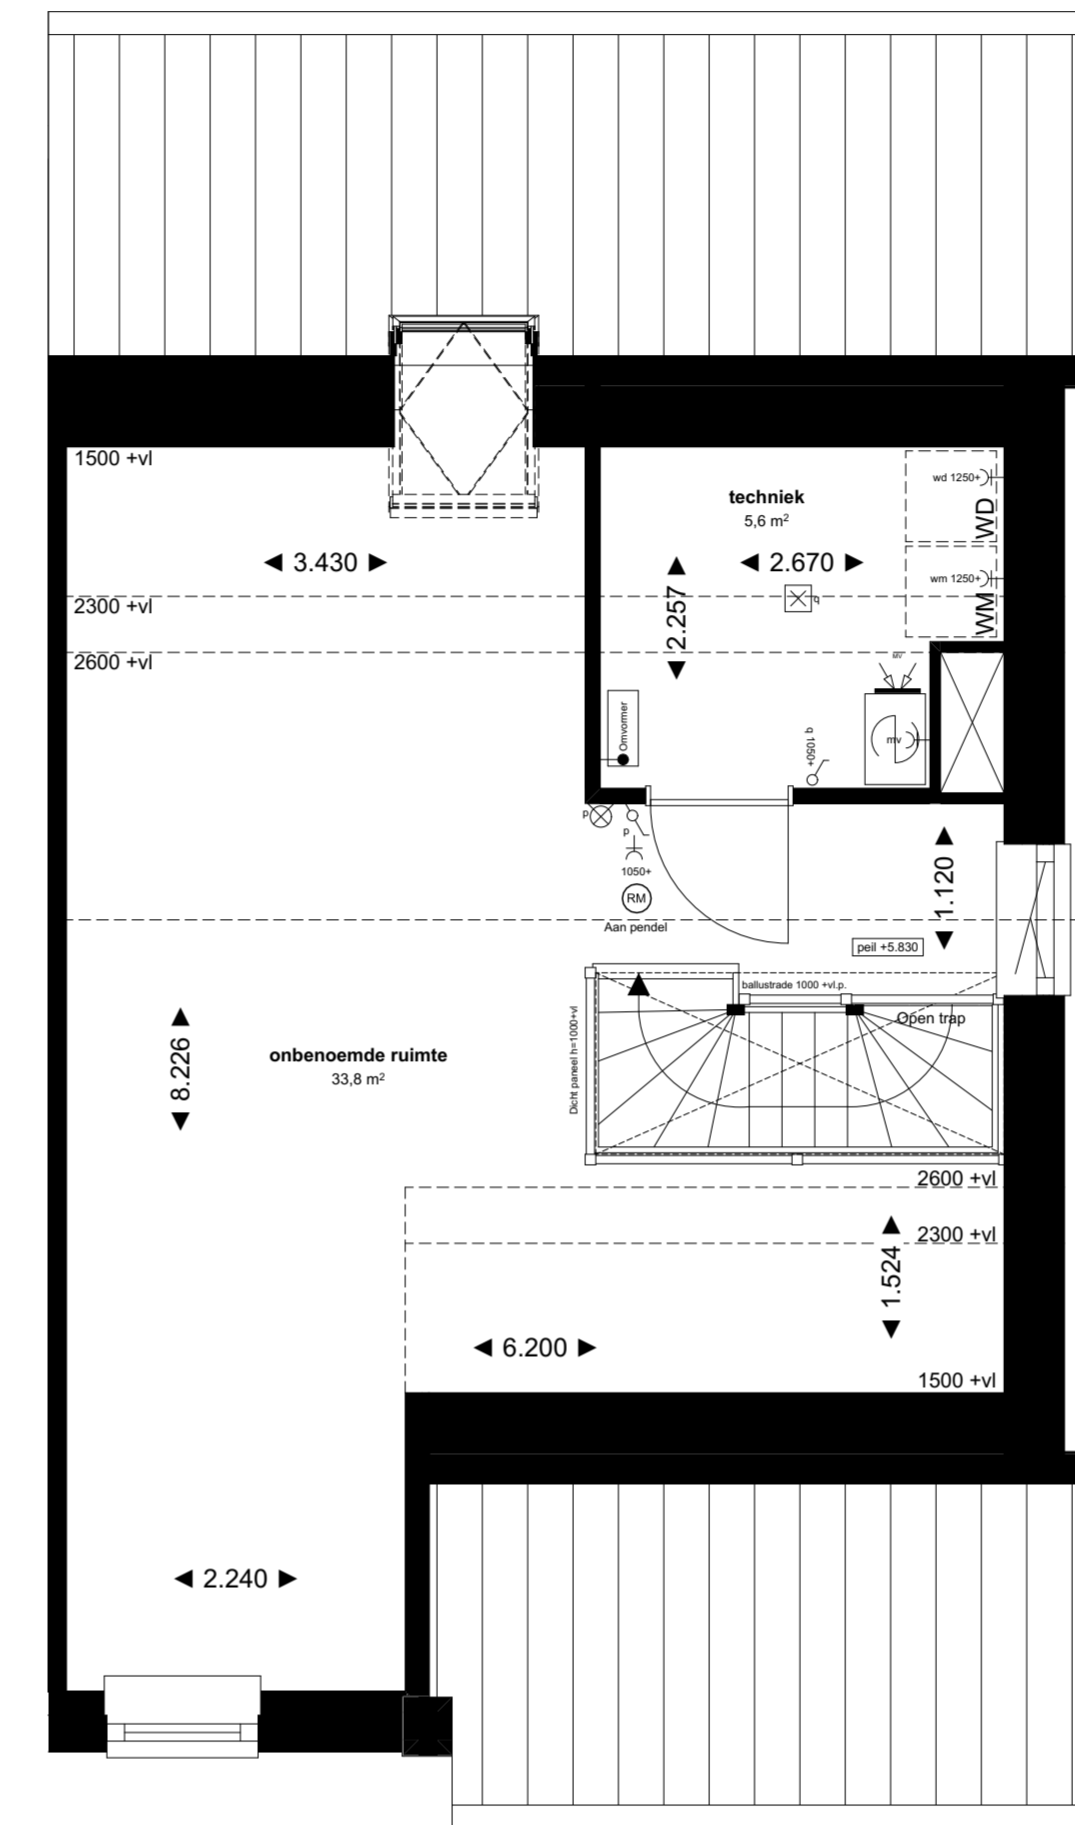 1500 +vl
techniek
5,6 m²
wd 1250+
WD
3.430
2.670
2300 +vl
q
wm 1250+
WM
2.257
2600 +vl
MV
Omvormer
q 1050+
mv
p
p
1050+
RM
Aan pendel
1.120
peil +5.830
ballustrade 1000 +vl.p.
Open trap
Dicht paneel h=1000+vl
8.226
onbenoemde ruimte
33,8 m²
2600 +vl
2300 +vl
1.524
6.200
1500 +vl
2.240